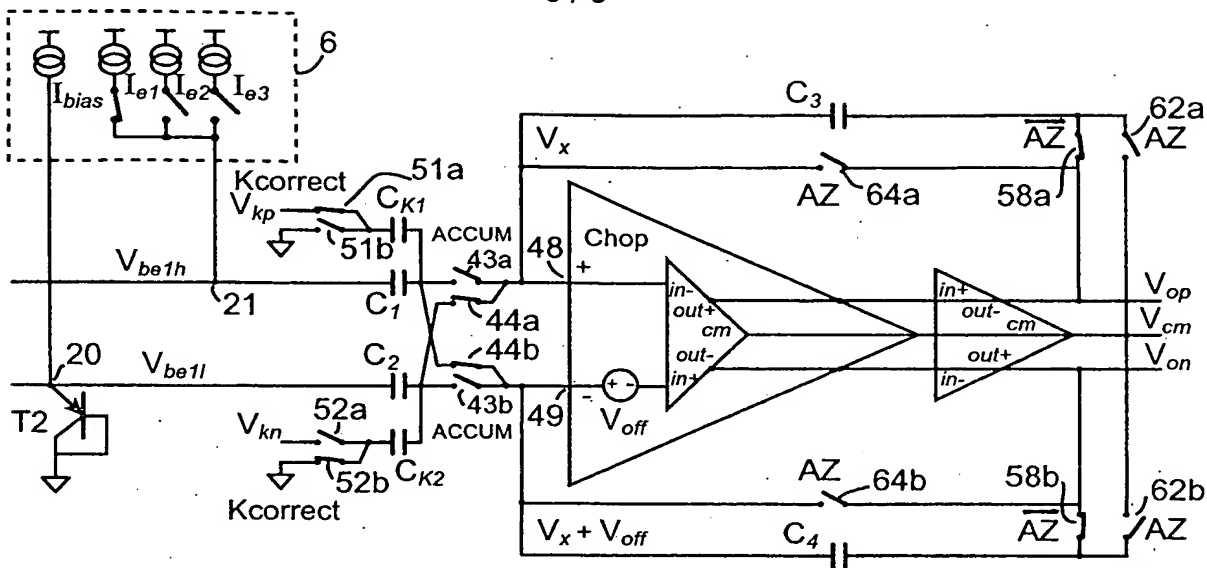 6
I_bias I_e1 I_e2 I_e3
C_3
62a
AZ
V_x
AZ 64a
58a
AZ
Kcorrect 51a
V_kp
C_K1
51b
ACCUM
43a
48
Chop
+
V_be1h
C_1
44a
in-
out+
cm
out-
in+
in+
out-
cm
out+
in-
V_op
V_cm
V_on
21
20
V_be1l
C_2
44b
43b
49
-
+ -
V_off
T2
V_kn
52a
52b
C_K2
ACCUM
Kcorrect
AZ
64b
58b
62b
AZ
AZ
V_x + V_off
C_4